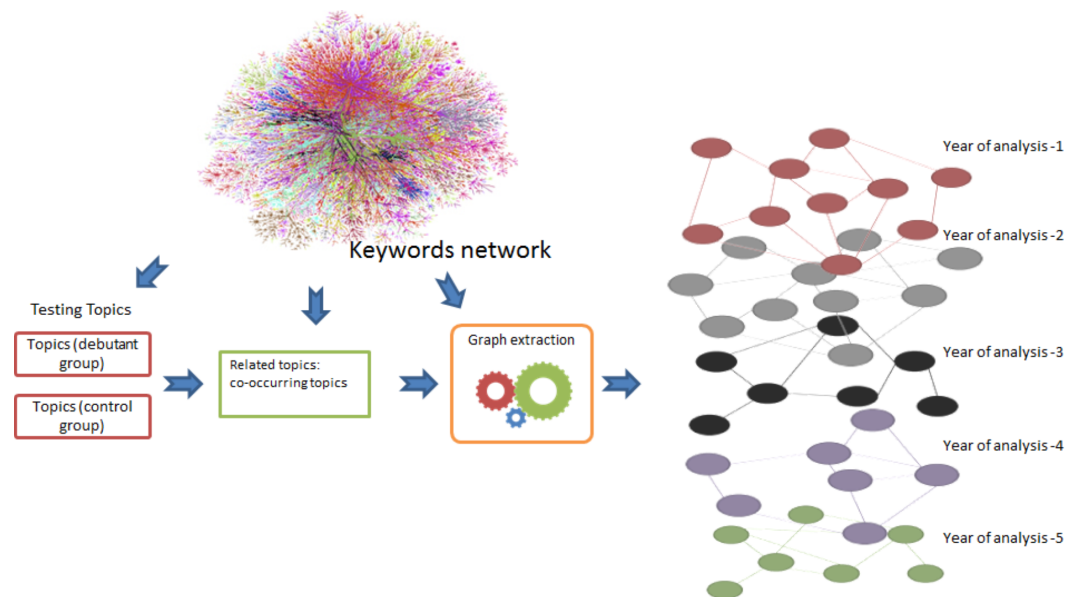 Keywords network
Testing Topics
Topics (debutant
group)
Topics (control
group)
Related topics:
co-occurring topics
Graph extraction
Year of analysis -1
Year of analysis -2
Year of analysis -3
Year of analysis -4
Year of analysis -5